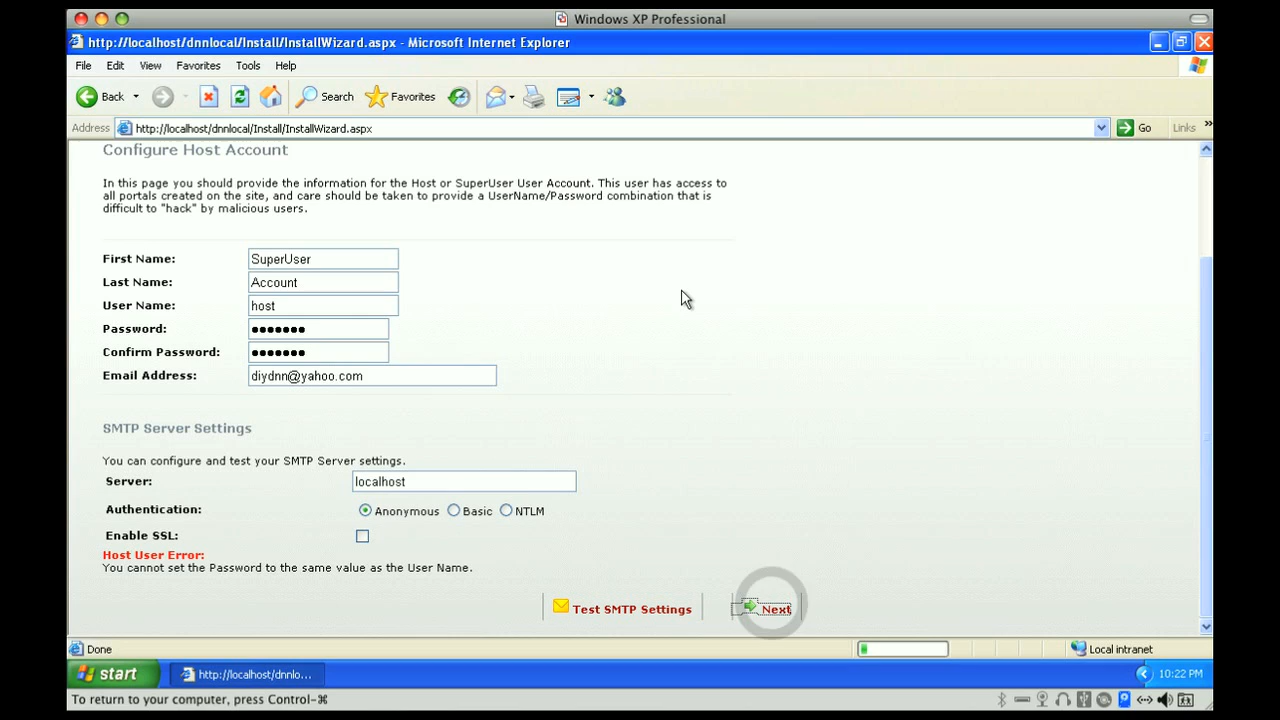 Windows XP Professional
http://localhost/dnnlocal/Install/InstallWizard.aspx - Microsoft Internet Explorer
File Edit View Favorites Tools Help
Back Search Favorites
Address http://localhost/dnnlocal/Install/InstallWizard.aspx Go Links »
Configure Host Account
In this page you should provide the information for the Host or SuperUser User Account. This user has access to
all portals created on the site, and care should be taken to provide a UserName/Password combination that is
difficult to "hack" by malicious users.
First Name: SuperUser
Last Name: Account
User Name: host
Password: •••••••
Confirm Password: •••••••
Email Address: diydnn@yahoo.com
SMTP Server Settings
You can configure and test your SMTP Server settings.
Server: localhost
Authentication: Anonymous Basic NTLM
Enable SSL:
Host User Error:
You cannot set the Password to the same value as the User Name.
Test SMTP Settings Next
Done Local intranet
start http://localhost/dnnlo... 10:22 PM
To return to your computer, press Control-⌘